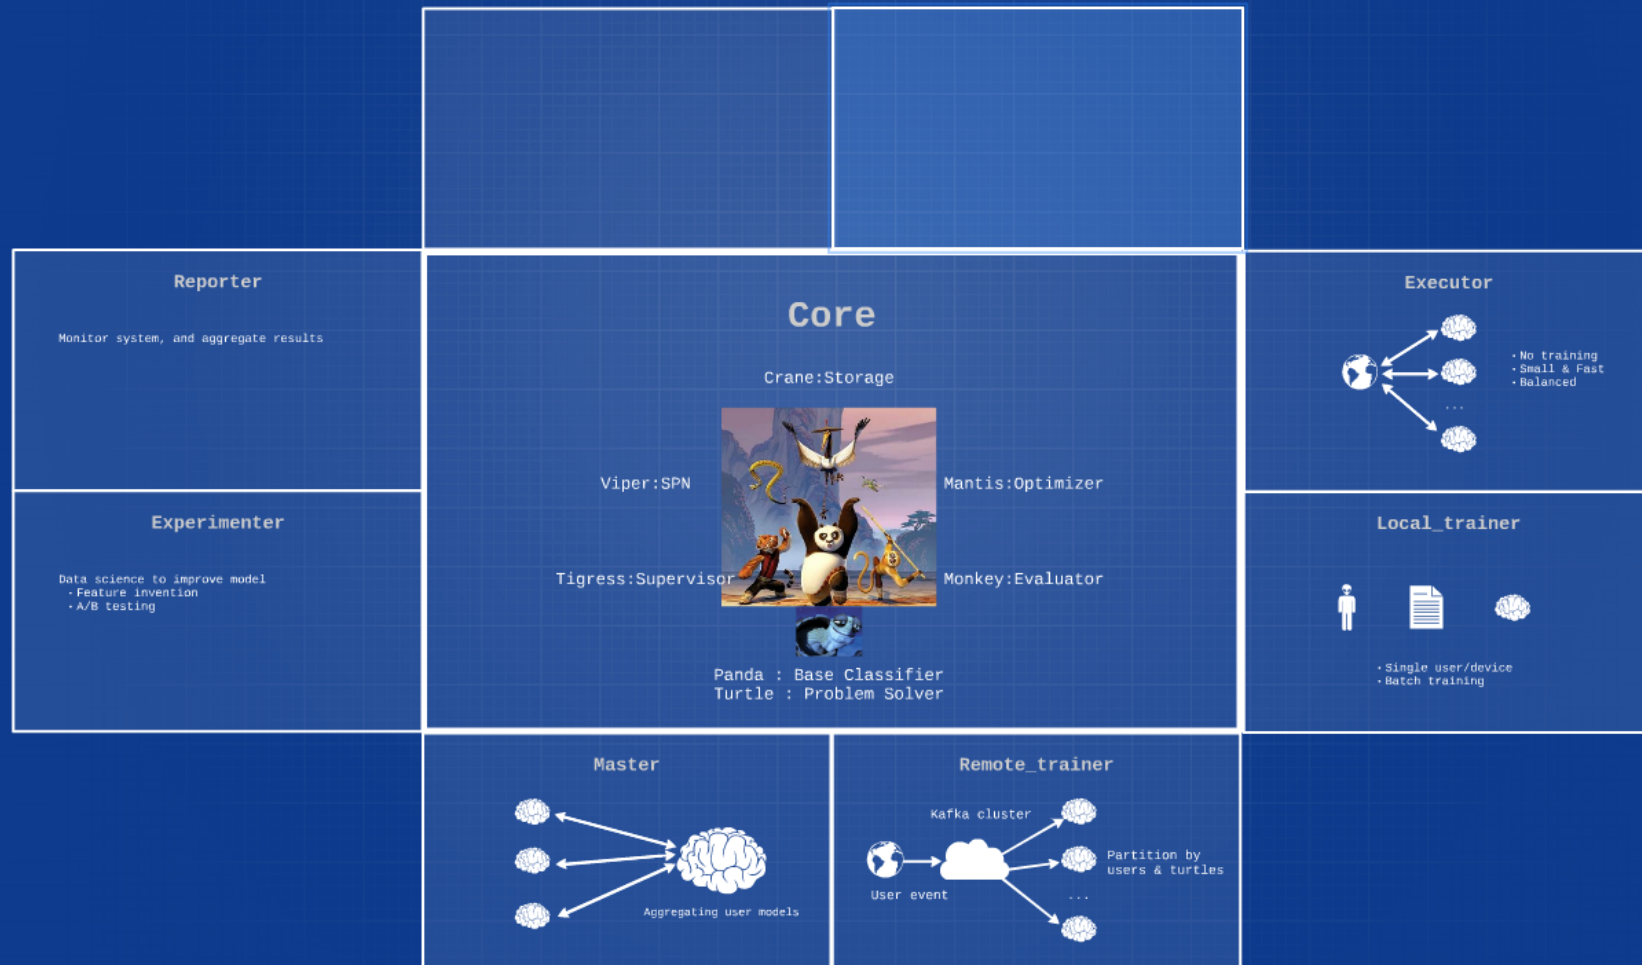 Reporter
Monitor system, and aggregate results
Experimenter
Data science to improve model
• Feature invention
• A/B testing
Core
Crane:Storage
Viper:SPN
Mantis:Optimizer
Tigress:Supervisor
Monkey:Evaluator
Panda : Base Classifier
Turtle : Problem Solver
Executor
• No training
• Small & Fast
• Balanced
...
Local_trainer
• Single user/device
• Batch training
Master
Aggregating user models
Remote_trainer
Kafka cluster
Partition by
users & turtles
User event
...